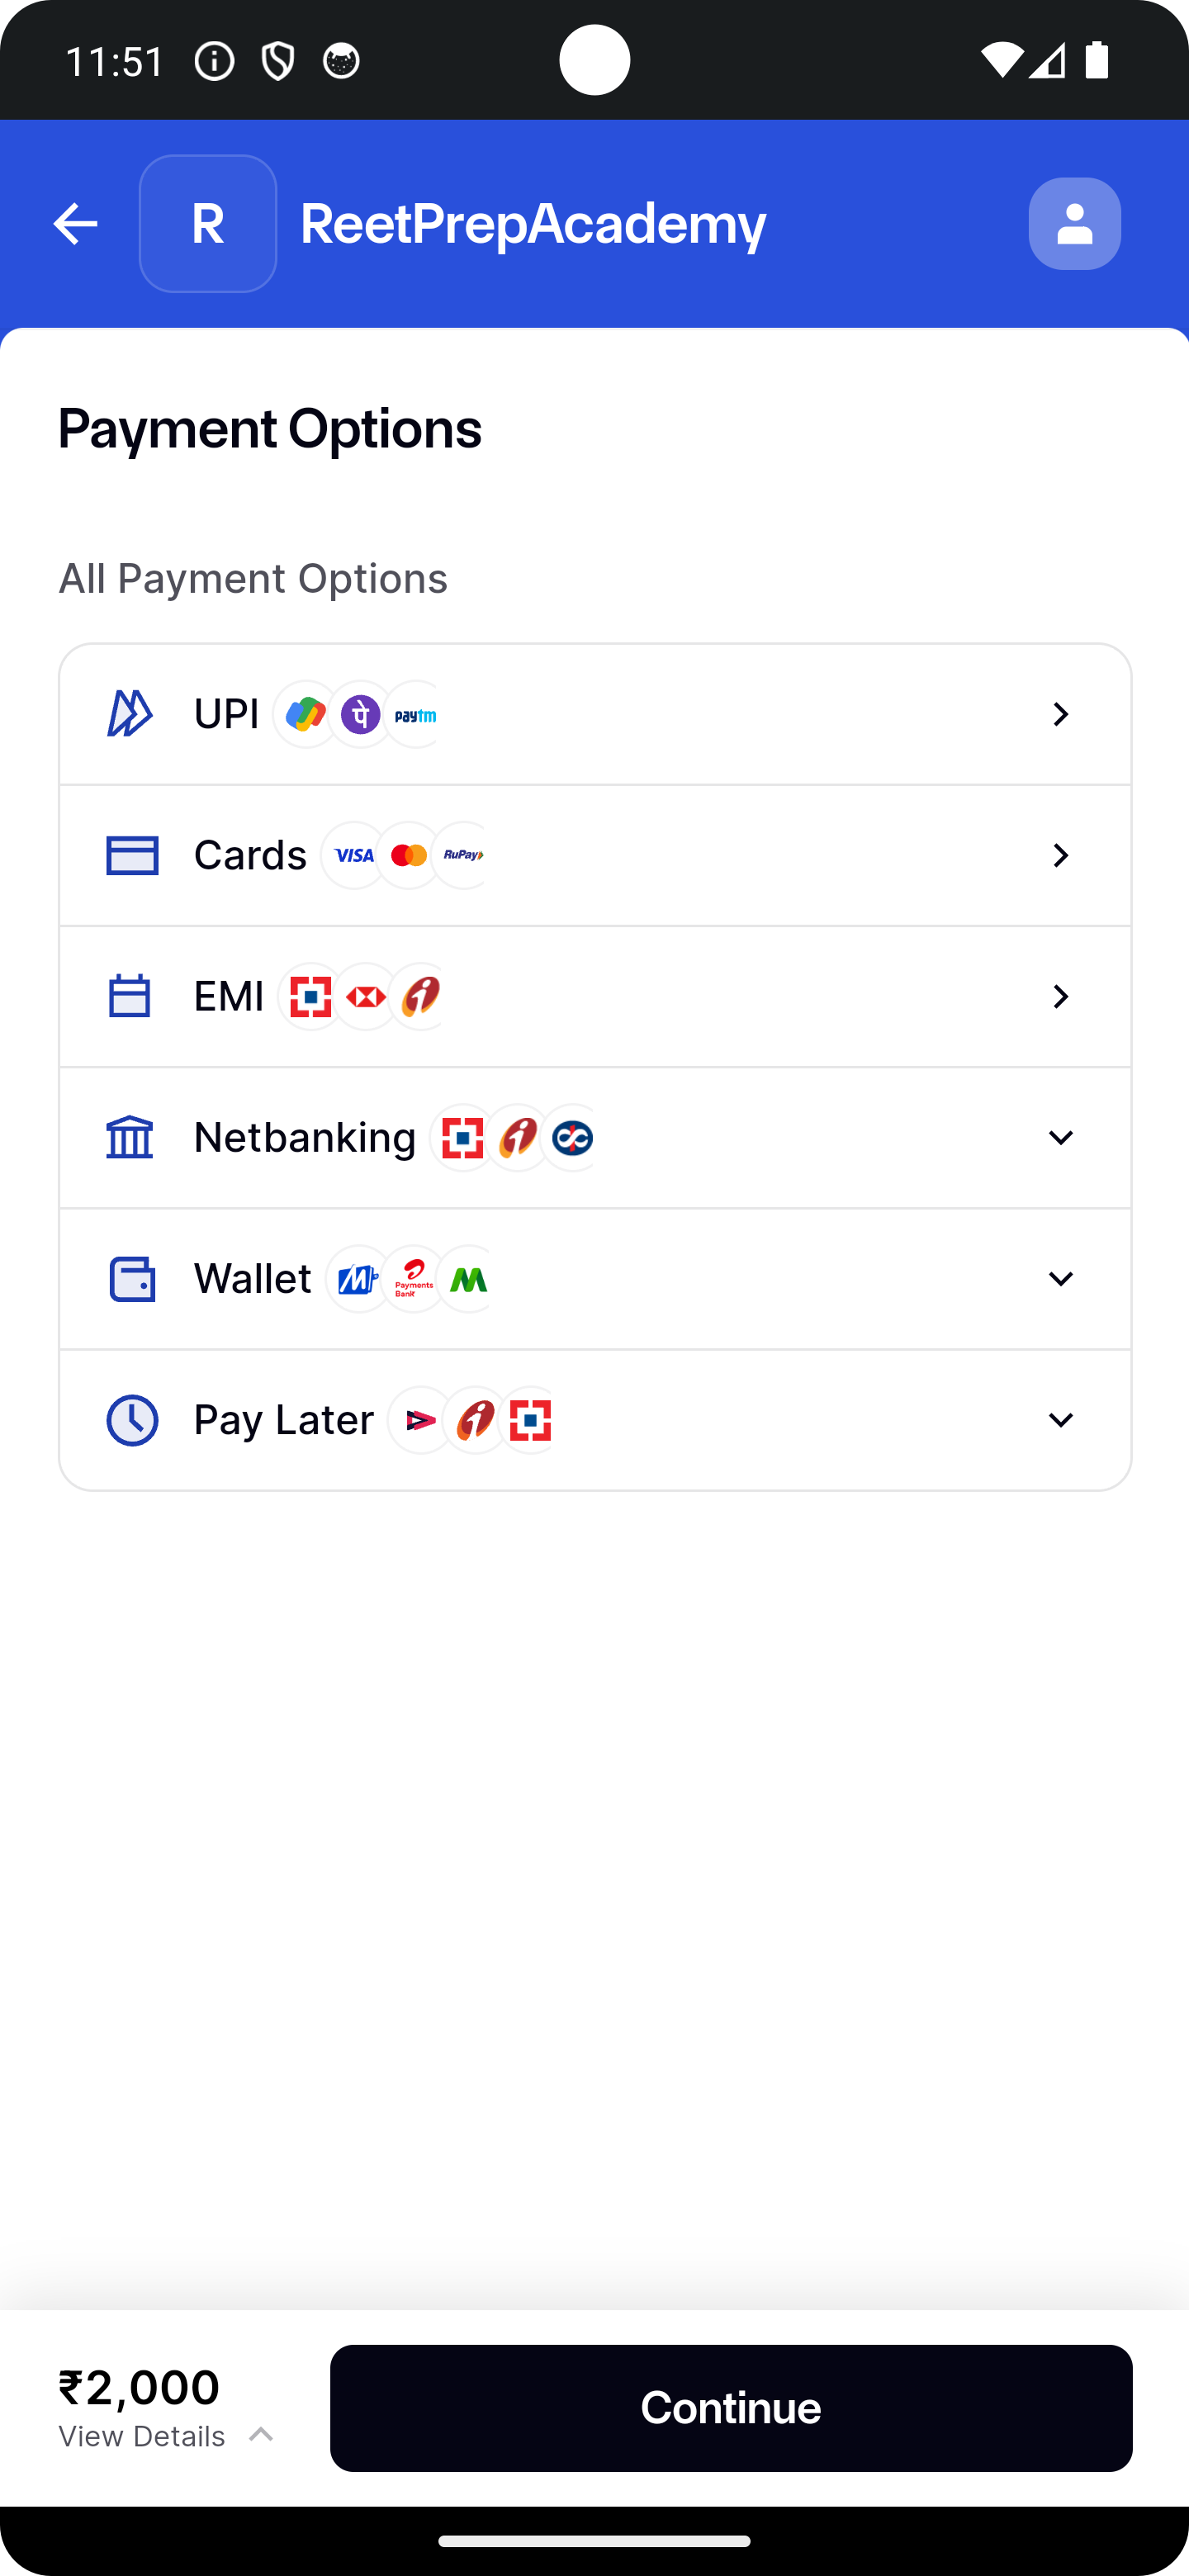 11:51
R ReetPrepAcademy
Payment Options
All Payment Options
UPI पे paytm
Cards VISA RuPay
EMI
Netbanking
Wallet Payments Bank
Pay Later
₹2,000
View Details
Continue